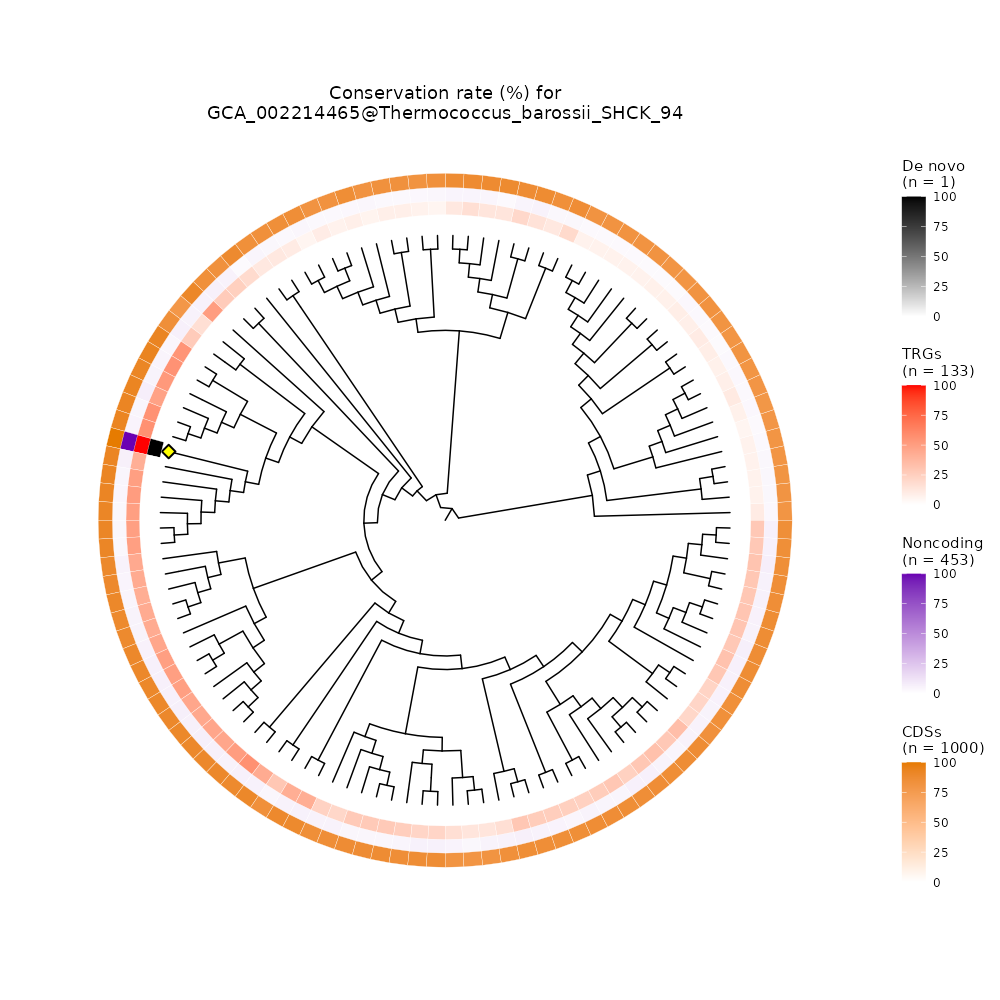 Conservation rate (%) for
GCA_002214465@Thermococcus_barossii_SHCK_94
De novo
(n = 1)
100
75
50
25
0
TRGs
(n = 133)
100
75
50
25
0
Noncoding
(n = 453)
100
75
50
25
0
CDSs
(n = 1000)
100
75
50
25
0